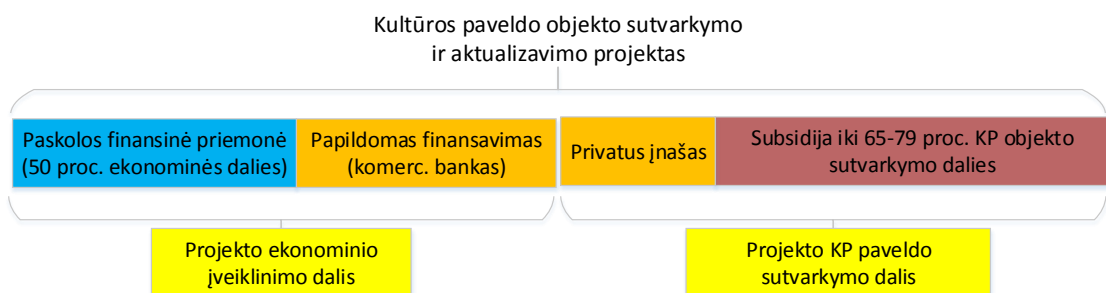 Kultūros paveldo objekto sutvarkymo
ir aktualizavimo projektas
Paskolos finansinė priemonė
(50 proc. ekonominės dalies)
Papildomas finansavimas
(komerc. bankas)
Privatus įnašas
Subsidija iki 65-79 proc. KP objekto
sutvarkymo dalies
Projekto ekonominio
įveiklinimo dalis
Projekto KP paveldo
sutvarkymo dalis